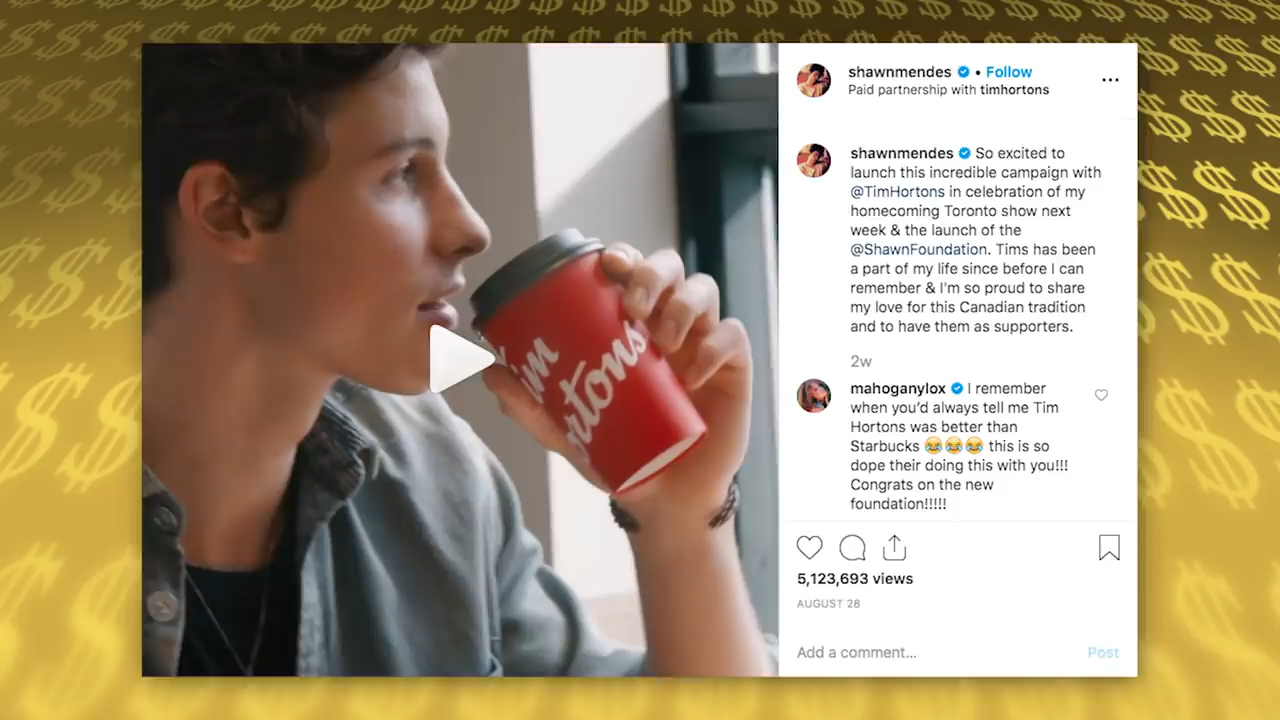 shawnmendes • Follow
Paid partnership with timhortons
shawnmendes So excited to
launch this incredible campaign with
@TimHortons in celebration of my
homecoming Toronto show next
week & the launch of the
@ShawnFoundation. Tims has been
a part of my life since before I can
remember & I'm so proud to share
my love for this Canadian tradition
and to have them as supporters.
2w
mahoganylox I remember
when you'd always tell me Tim
Hortons was better than
Starbucks 😂😂😂 this is so
dope their doing this with you!!!
Congrats on the new
foundation!!!!!
5,123,693 views
AUGUST 28
Add a comment...
Post
Tim
Hortons